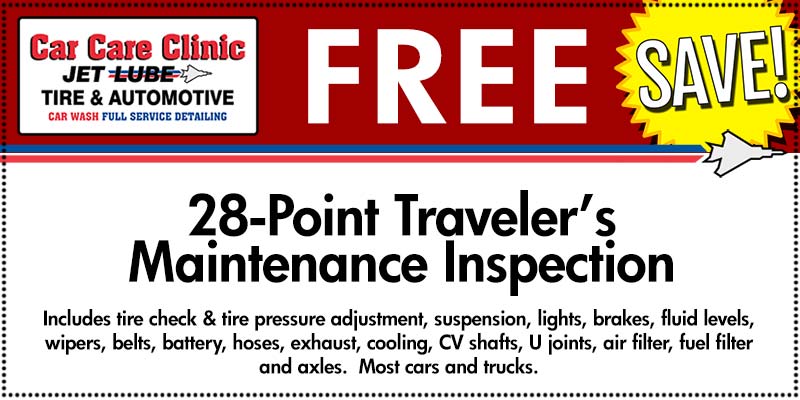 Car Care Clinic
JET LUBE
TIRE & AUTOMOTIVE
CAR WASH FULL SERVICE DETAILING
FREE
SAVE!
28-Point Traveler’s
Maintenance Inspection
Includes tire check & tire pressure adjustment, suspension, lights, brakes, fluid levels,
wipers, belts, battery, hoses, exhaust, cooling, CV shafts, U joints, air filter, fuel filter
and axles.  Most cars and trucks.